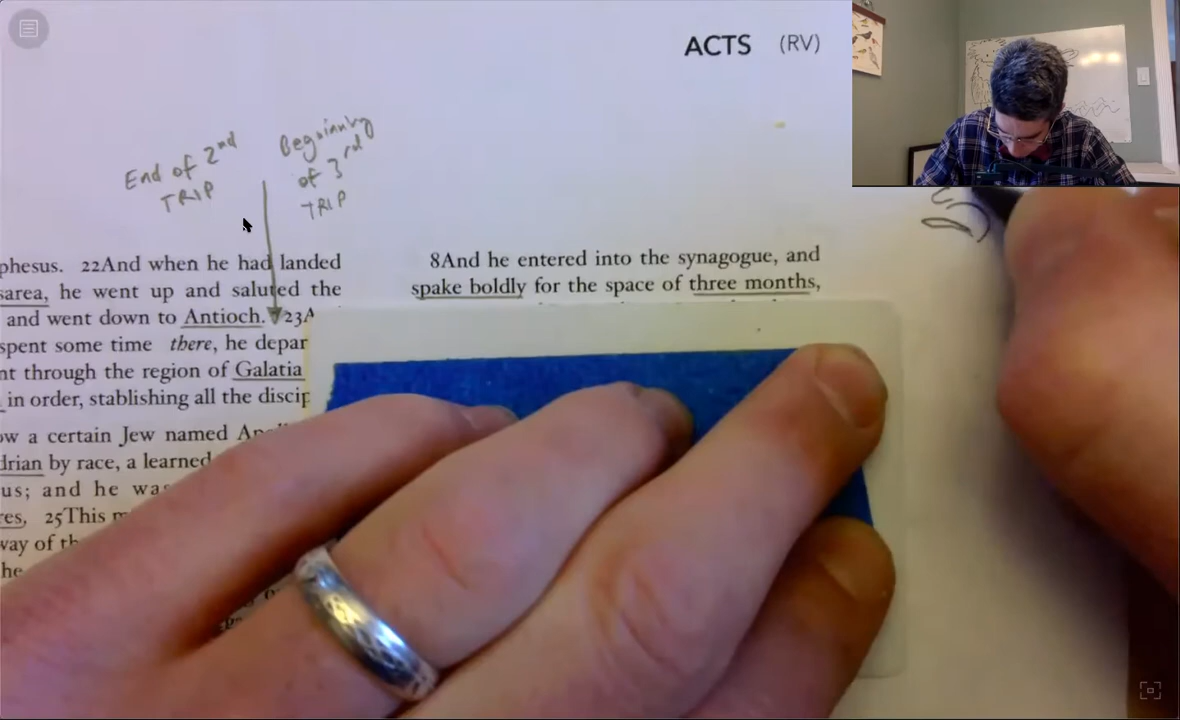 ACTS (RV)
End of 2nd
TRIP
Beginning
of 3rd
TRIP
phesus. 22And when he had landed
sarea, he went up and saluted the
and went down to Antioch. 23A
spent some time there, he depar
nt through the region of Galatia
in order, stablishing all the discip
ow a certain Jew named Ap
drian by race, a learned
us; and he was
res, 25This m
way of th
he
8And he entered into the synagogue, and
spake boldly for the space of three months,